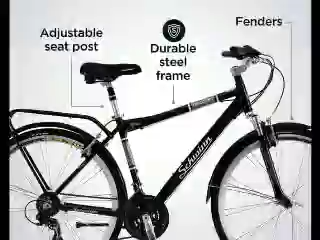 Adjustable
seat post
Durable
steel
frame
Fenders
Schwinn